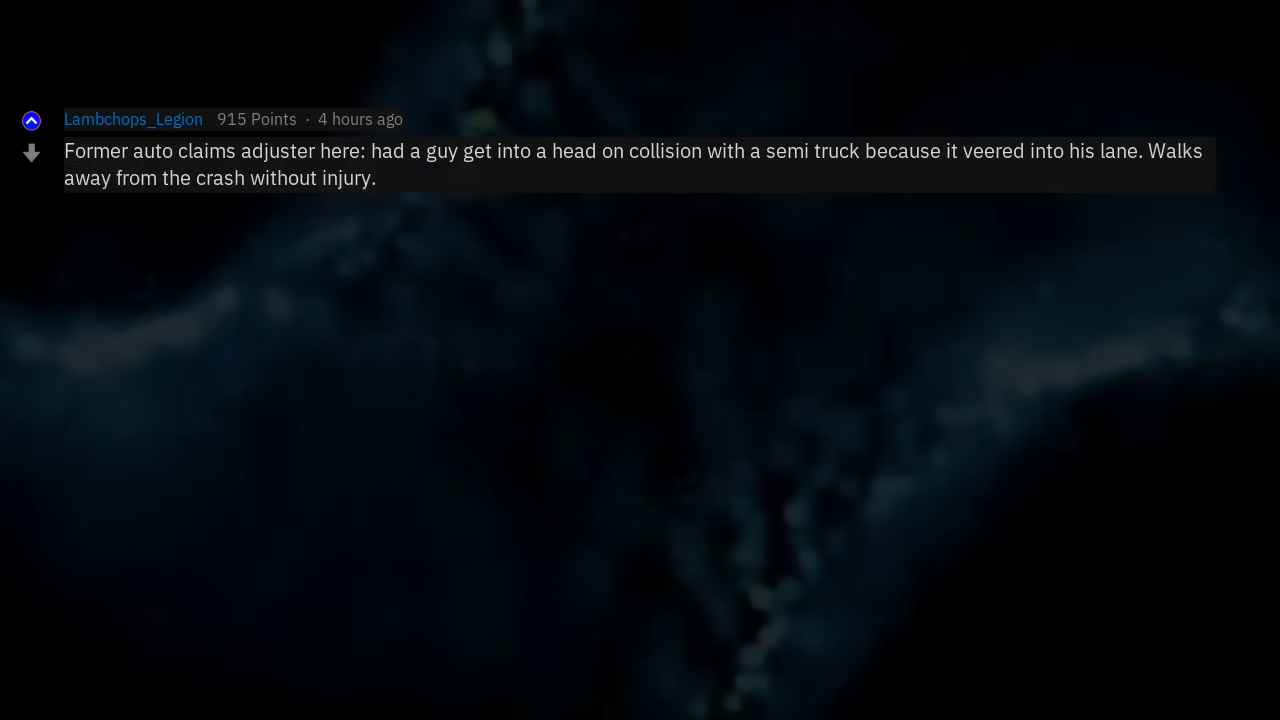 Lambchops_Legion 915 Points · 4 hours ago
Former auto claims adjuster here: had a guy get into a head on collision with a semi truck because it veered into his lane. Walks
away from the crash without injury.